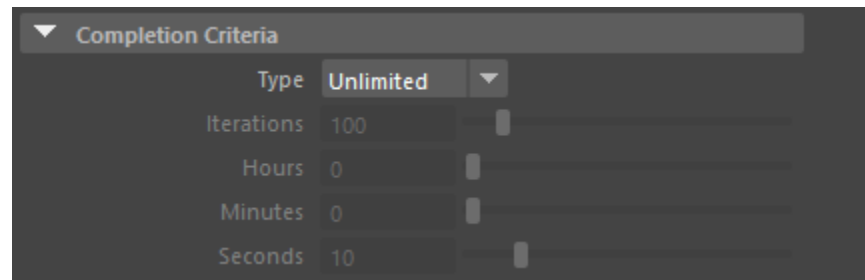 Completion Criteria
Type Unlimited
Iterations 100
Hours 0
Minutes 0
Seconds 10